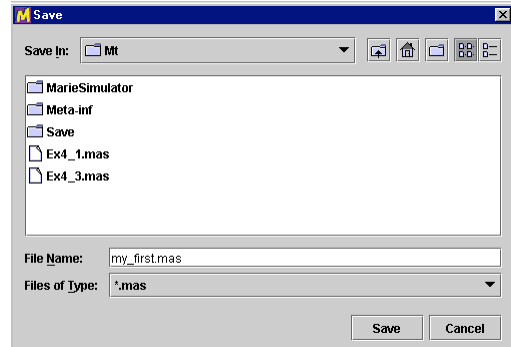 M Save
Save In: Mt
MarieSimulator
Meta-inf
Save
Ex4_1.mas
Ex4_3.mas
File Name: my_first.mas
Files of Type: *.mas
Save Cancel